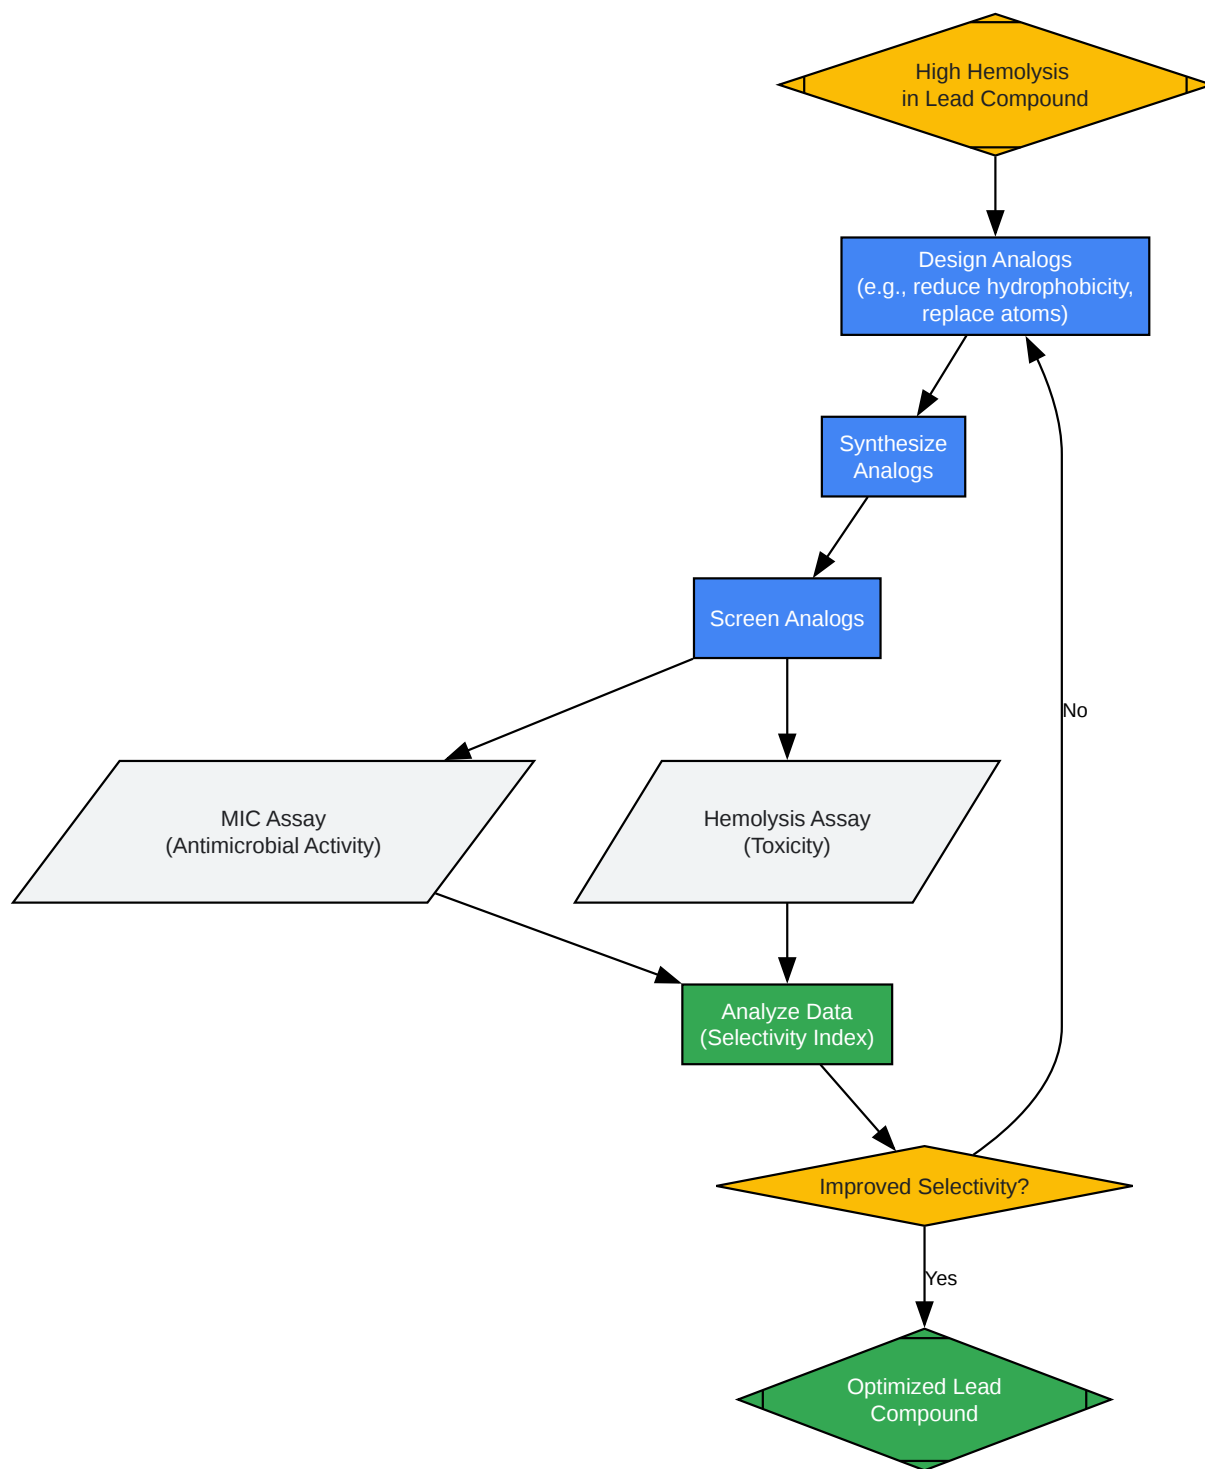 High Hemolysis
in Lead Compound
Design Analogs
(e.g., reduce hydrophobicity,
replace atoms)
Synthesize
Analogs
Screen Analogs
MIC Assay
(Antimicrobial Activity)
Hemolysis Assay
(Toxicity)
Analyze Data
(Selectivity Index)
Improved Selectivity?
No
Yes
Optimized Lead
Compound